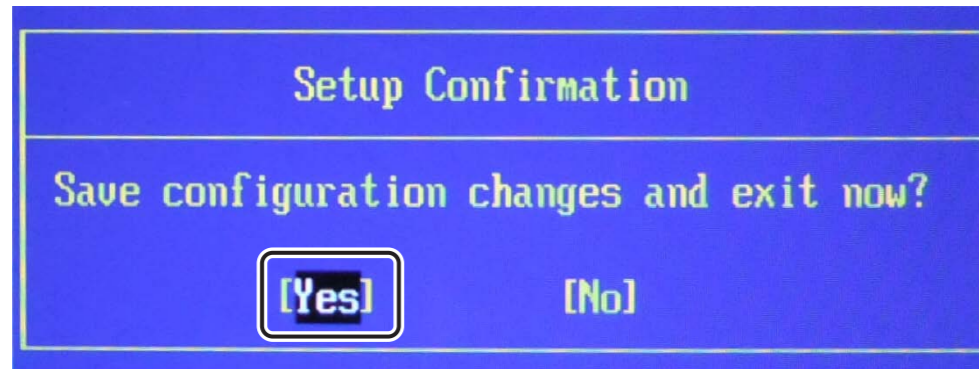 Setup Confirmation
Save configuration changes and exit now?
[Yes] [No]